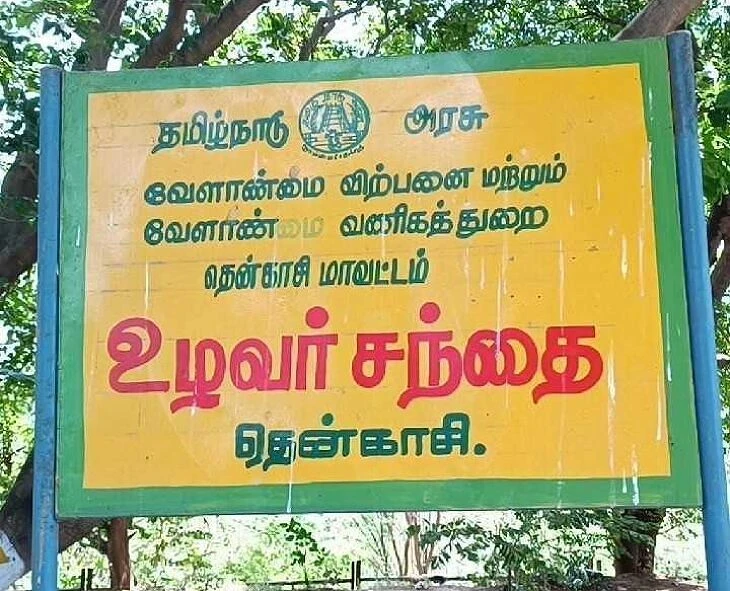 தமிழ்நாடு அரசு
வேளாண்மை விற்பனை மற்றும்
வேளாண்மை வணிகத்துறை
தென்காசி மாவட்டம்
உழவர் சந்தை
தென்காசி.